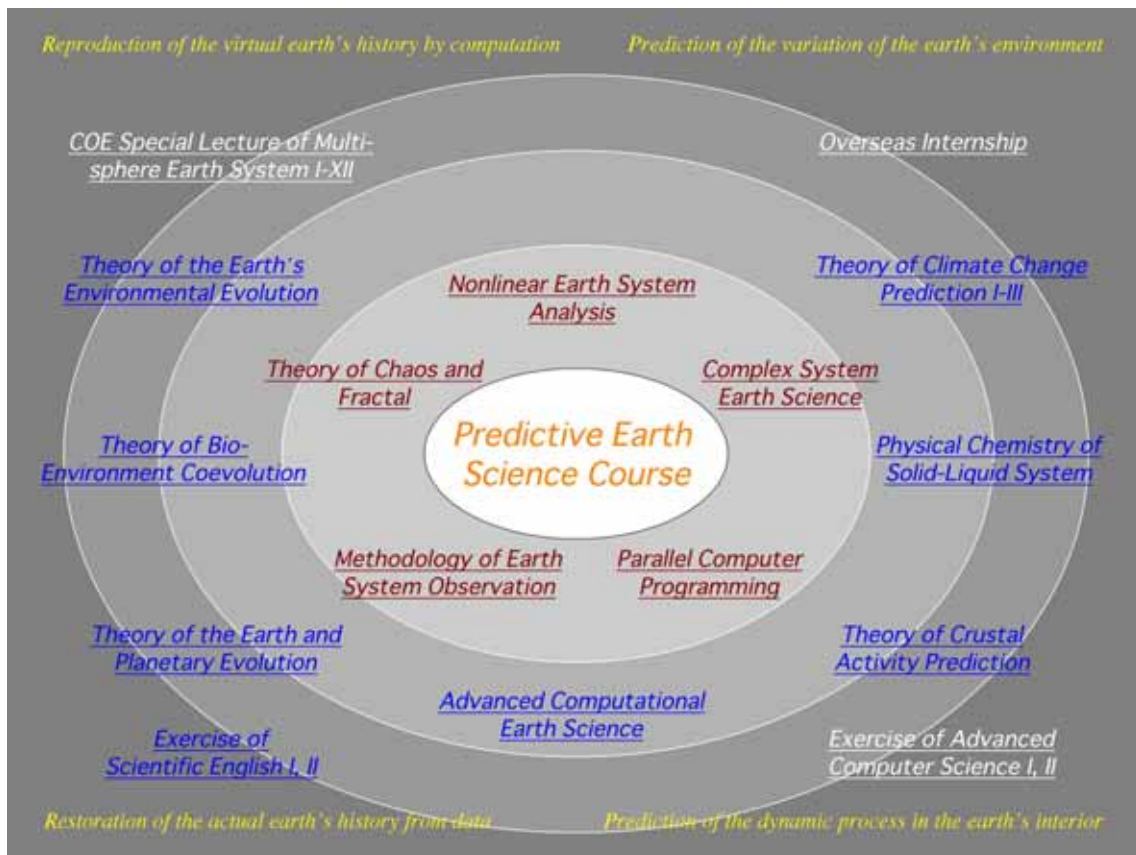 Reproduction of the virtual earth's history by computation
Prediction of the variation of the earth's environment
COE Special Lecture of Multi-
sphere Earth System I-XII
Overseas Internship
Theory of the Earth's
Environmental Evolution
Nonlinear Earth System
Analysis
Theory of Climate Change
Prediction I-III
Theory of Chaos and
Fractal
Complex System
Earth Science
Predictive Earth
Science Course
Theory of Bio-
Environment Coevolution
Physical Chemistry of
Solid-Liquid System
Methodology of Earth
System Observation
Parallel Computer
Programming
Theory of the Earth and
Planetary Evolution
Theory of Crustal
Activity Prediction
Advanced Computational
Earth Science
Exercise of
Scientific English I, II
Exercise of Advanced
Computer Science I, II
Restoration of the actual earth's history from data
Prediction of the dynamic process in the earth's interior